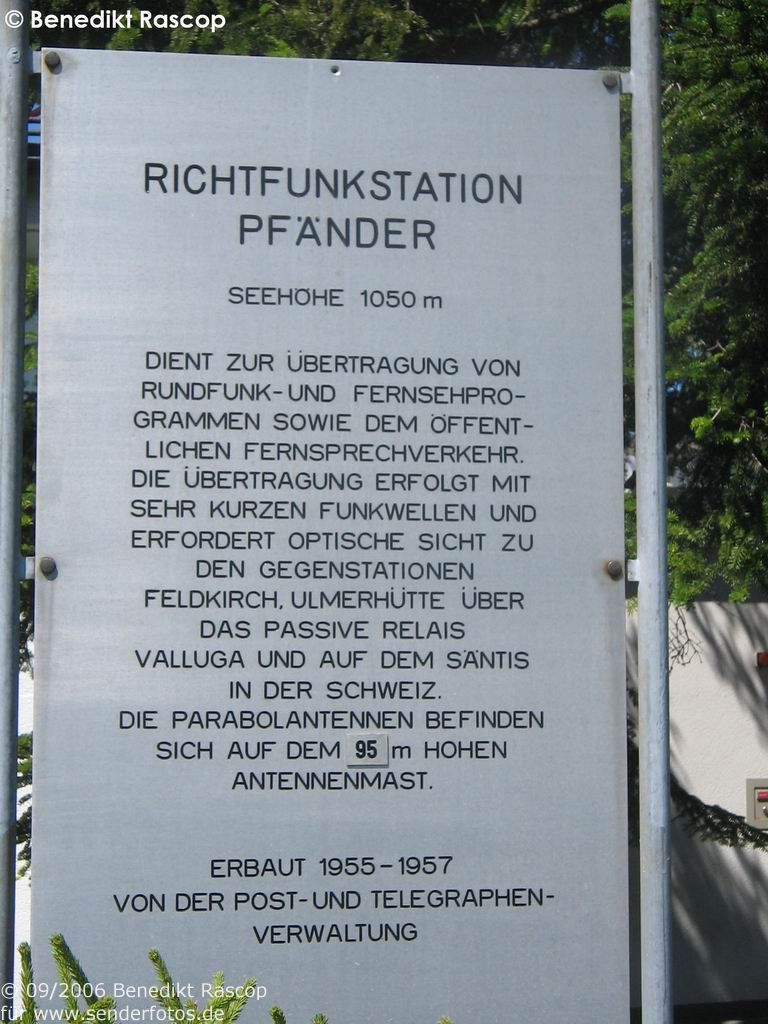 © Benedikt Rascop
RICHTFUNKSTATION
PFÄNDER
SEEHÖHE 1050 m
DIENT ZUR ÜBERTRAGUNG VON
RUNDFUNK-UND FERNSEHPRO-
GRAMMEN SOWIE DEM ÖFFENT-
LICHEN FERNSPRECHVERKEHR.
DIE ÜBERTRAGUNG ERFOLGT MIT
SEHR KURZEN FUNKWELLEN UND
ERFORDERT OPTISCHE SICHT ZU
DEN GEGENSTATIONEN
FELDKIRCH, ULMERHÜTTE ÜBER
DAS PASSIVE RELAIS
VALLUGA UND AUF DEM SÄNTIS
IN DER SCHWEIZ.
DIE PARABOLANTENNEN BEFINDEN
SICH AUF DEM 95 m HOHEN
ANTENNENMAST.
ERBAUT 1955-1957
VON DER POST-UND TELEGRAPHEN-
VERWALTUNG
© 09/2006 Benedikt Rascop
für www.senderfotos.de